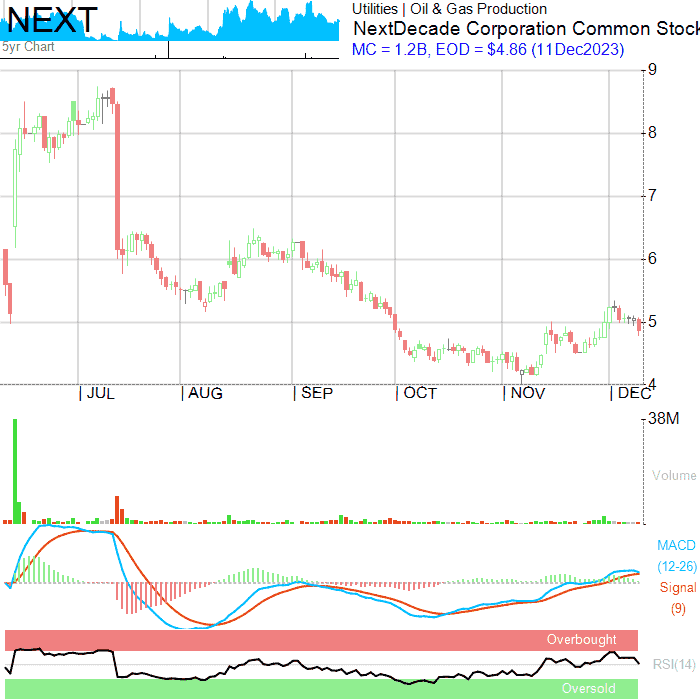 NEXT
5yr Chart
Utilities | Oil & Gas Production
NextDecade Corporation Common Stock
MC = 1.2B, EOD = $4.86 (11Dec2023)
9
8
7
6
5
4
JUL AUG SEP OCT NOV DEC
38M
Volume
MACD
(12-26)
Signal
(9)
Overbought
RSI(14)
Oversold